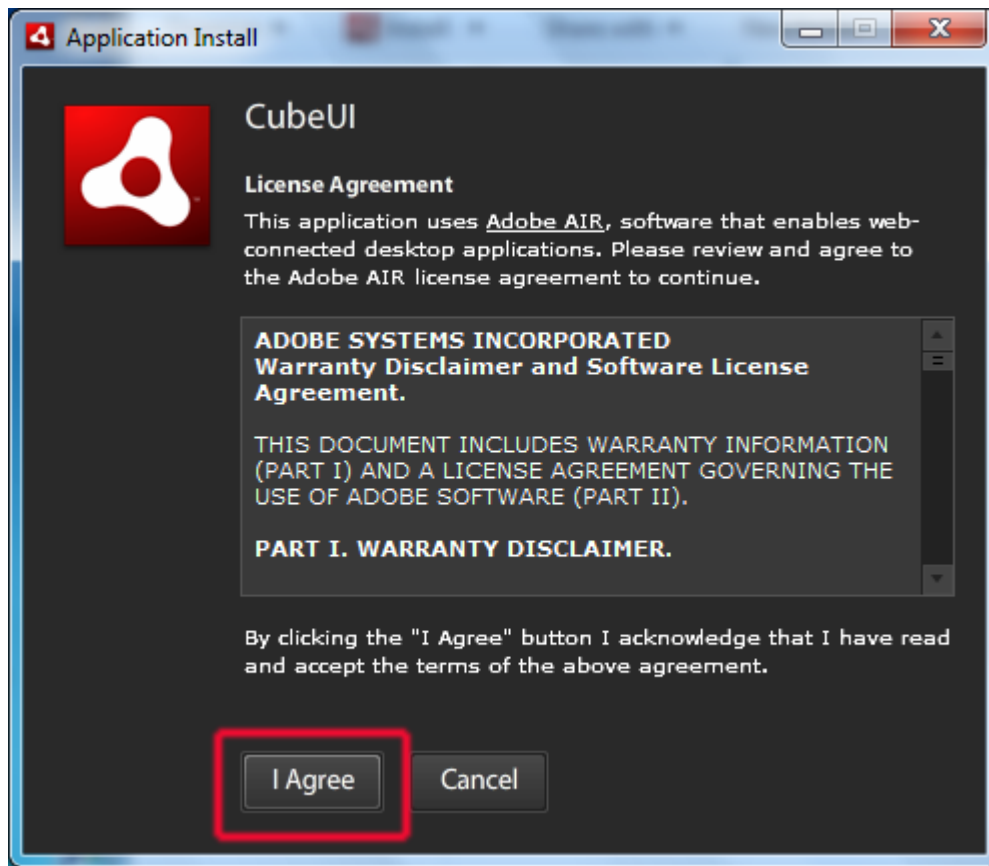 Application Install
CubeUI
License Agreement
This application uses Adobe AIR, software that enables web-
connected desktop applications. Please review and agree to
the Adobe AIR license agreement to continue.
ADOBE SYSTEMS INCORPORATED
Warranty Disclaimer and Software License
Agreement.
THIS DOCUMENT INCLUDES WARRANTY INFORMATION
(PART I) AND A LICENSE AGREEMENT GOVERNING THE
USE OF ADOBE SOFTWARE (PART II).
PART I. WARRANTY DISCLAIMER.
By clicking the "I Agree" button I acknowledge that I have read
and accept the terms of the above agreement.
I Agree Cancel